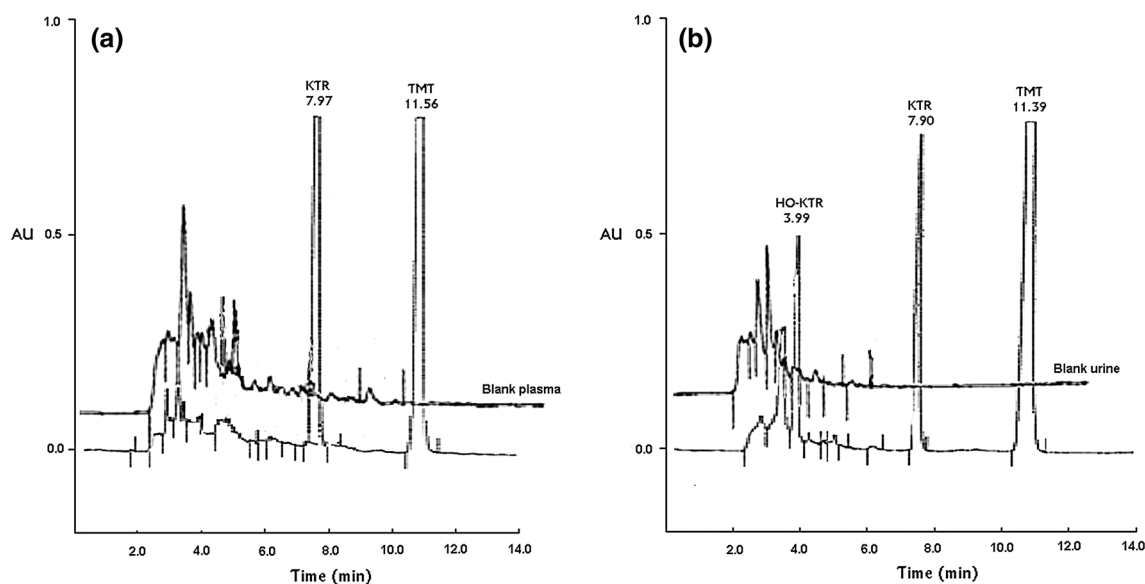 (a)
1.0
KTR
7.97
TMT
11.56
AU
0.5
Blank plasma
0.0
2.0 4.0 6.0 8.0 10.0 12.0 14.0
Time (min)
(b)
1.0
KTR
7.90
TMT
11.39
HO-KTR
3.99
AU
0.5
Blank urine
0.0
2.0 4.0 6.0 8.0 10.0 12.0 14.0
Time (min)